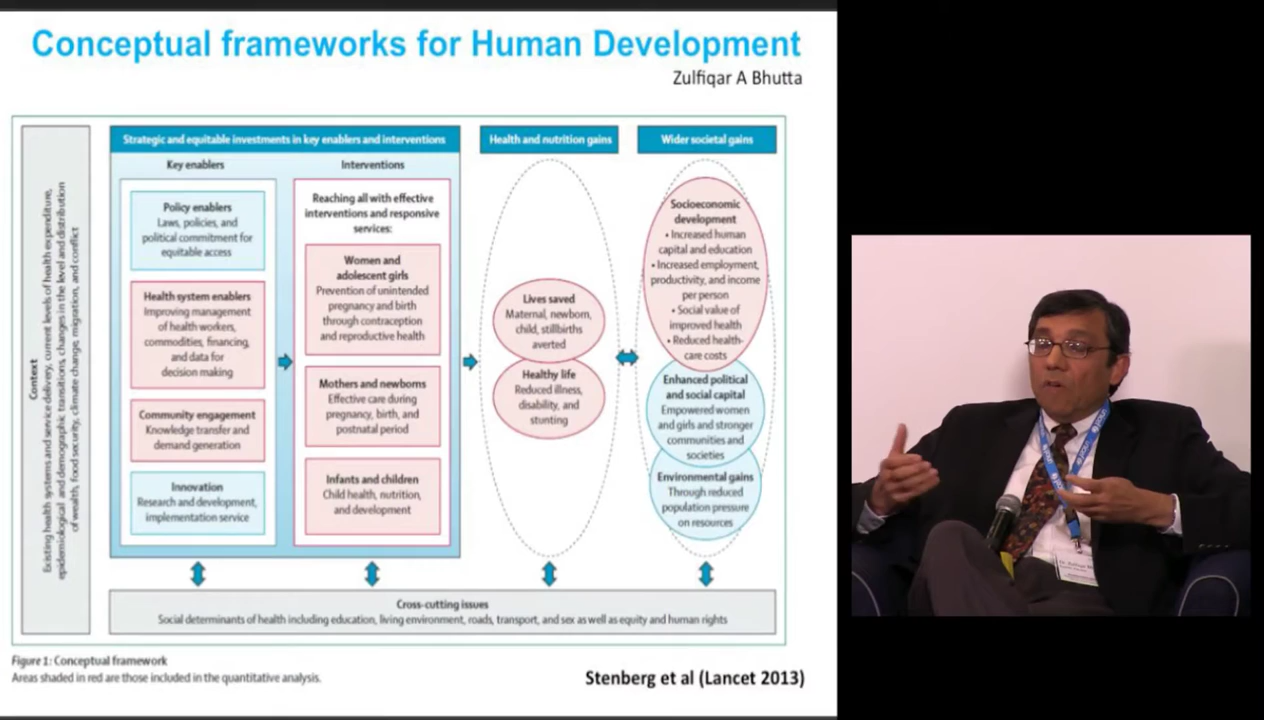 Conceptual frameworks for Human Development
Zulfiqar A Bhutta
Context
Existing health systems and service delivery, current levels of health expenditure,
epidemiological and demographic transitions, changes in the level and distribution
of wealth, food security, climate change, migration, and conflict
Strategic and equitable investments in key enablers and interventions
Key enablers
Policy enablers
Laws, policies, and
political commitment for
equitable access
Health system enablers
Improving management
of health workers,
commodities, financing,
and data for
decision making
Community engagement
Knowledge transfer and
demand generation
Innovation
Research and development,
implementation service
Interventions
Reaching all with effective
interventions and responsive
services:
Women and
adolescent girls
Prevention of unintended
pregnancy and birth
through contraception
and reproductive health
Mothers and newborns
Effective care during
pregnancy, birth, and
postnatal period
Infants and children
Child health, nutrition,
and development
Health and nutrition gains
Lives saved
Maternal, newborn,
child, stillbirths
averted
Healthy life
Reduced illness,
disability, and
stunting
Wider societal gains
Socioeconomic
development
• Increased human
capital and education
• Increased employment,
productivity, and income
per person
• Social value of
improved health
• Reduced health-
care costs
Enhanced political
and social capital
Empowered women
and girls and stronger
communities and
societies
Environmental gains
Through reduced
population pressure
on resources
Cross-cutting issues
Social determinants of health including education, living environment, roads, transport, and sex as well as equity and human rights
Figure 1: Conceptual framework
Areas shaded in red are those included in the quantitative analysis.
Stenberg et al (Lancet 2013)